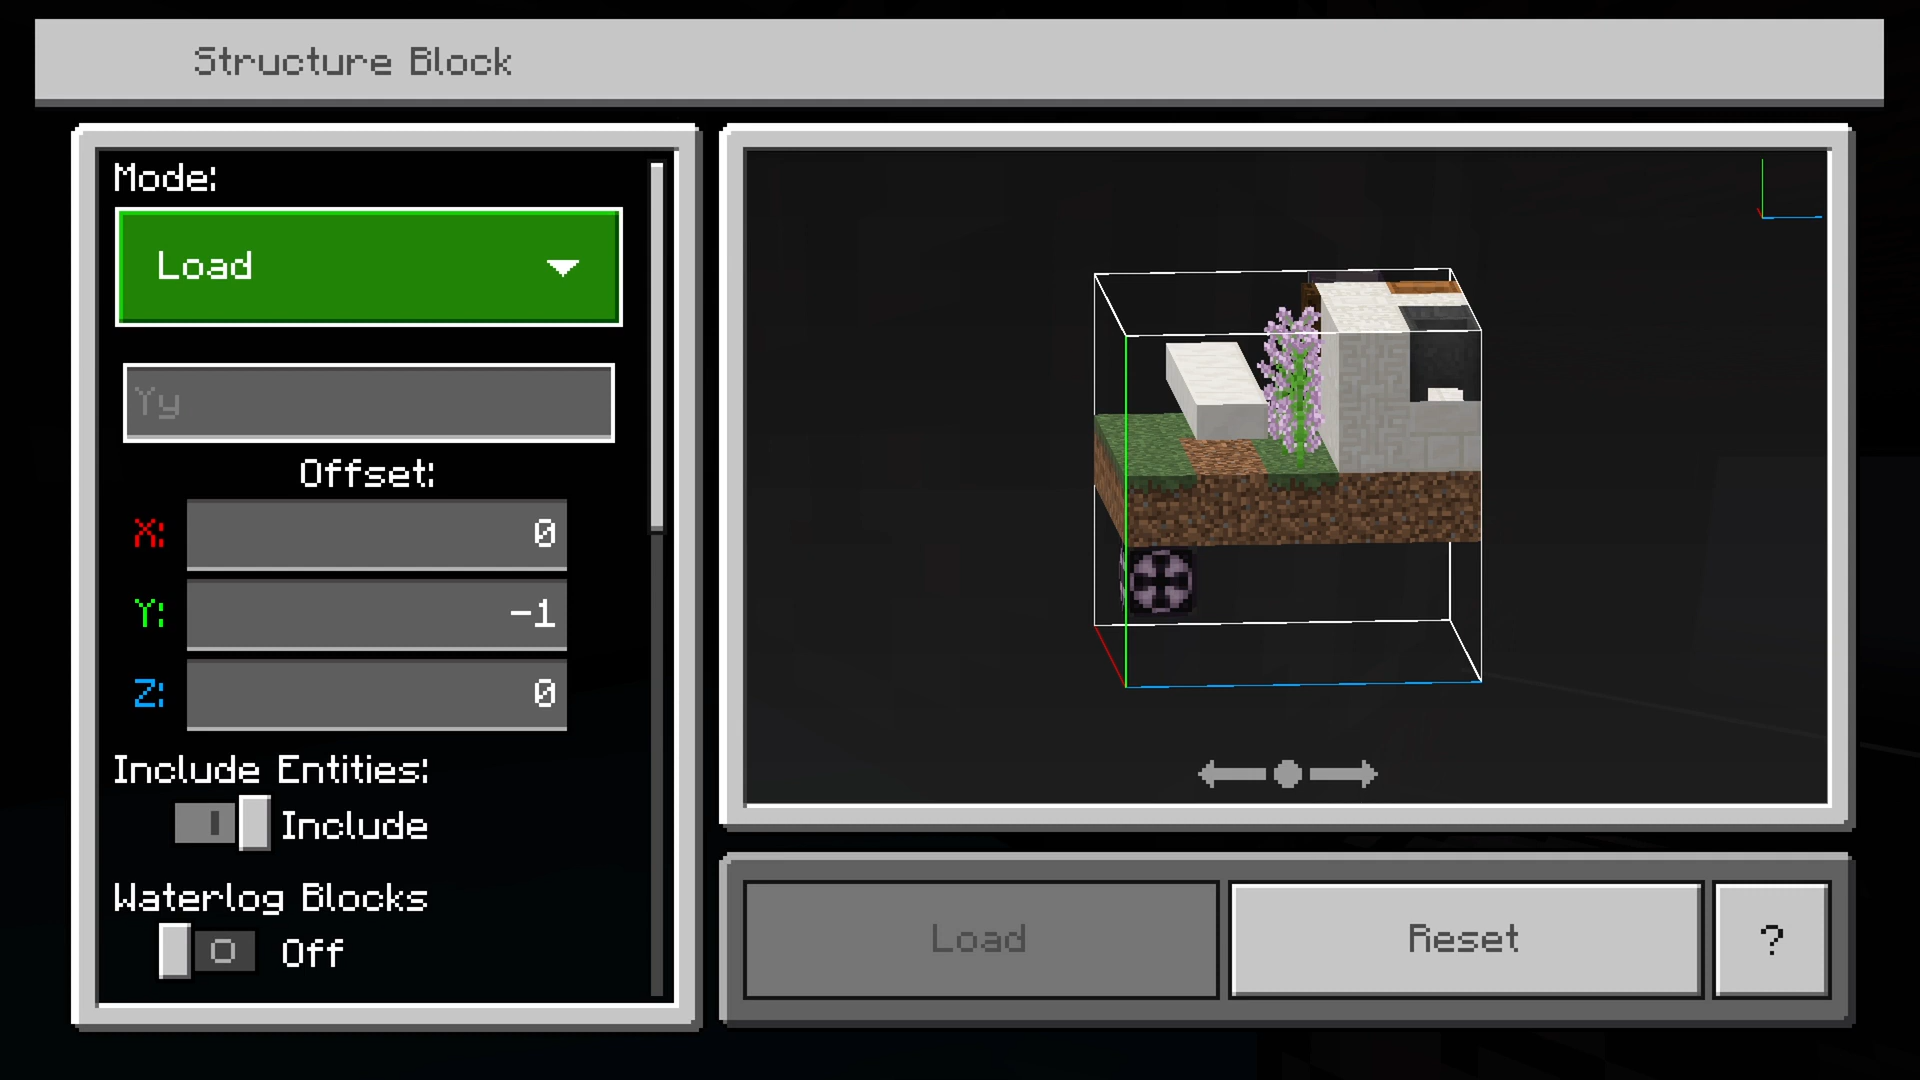 Structure Block
Mode:
Load
Yy
Offset:
X: 0
Y: -1
Z: 0
Include Entities:
Include
Waterlog Blocks
Off
Load
Reset
?